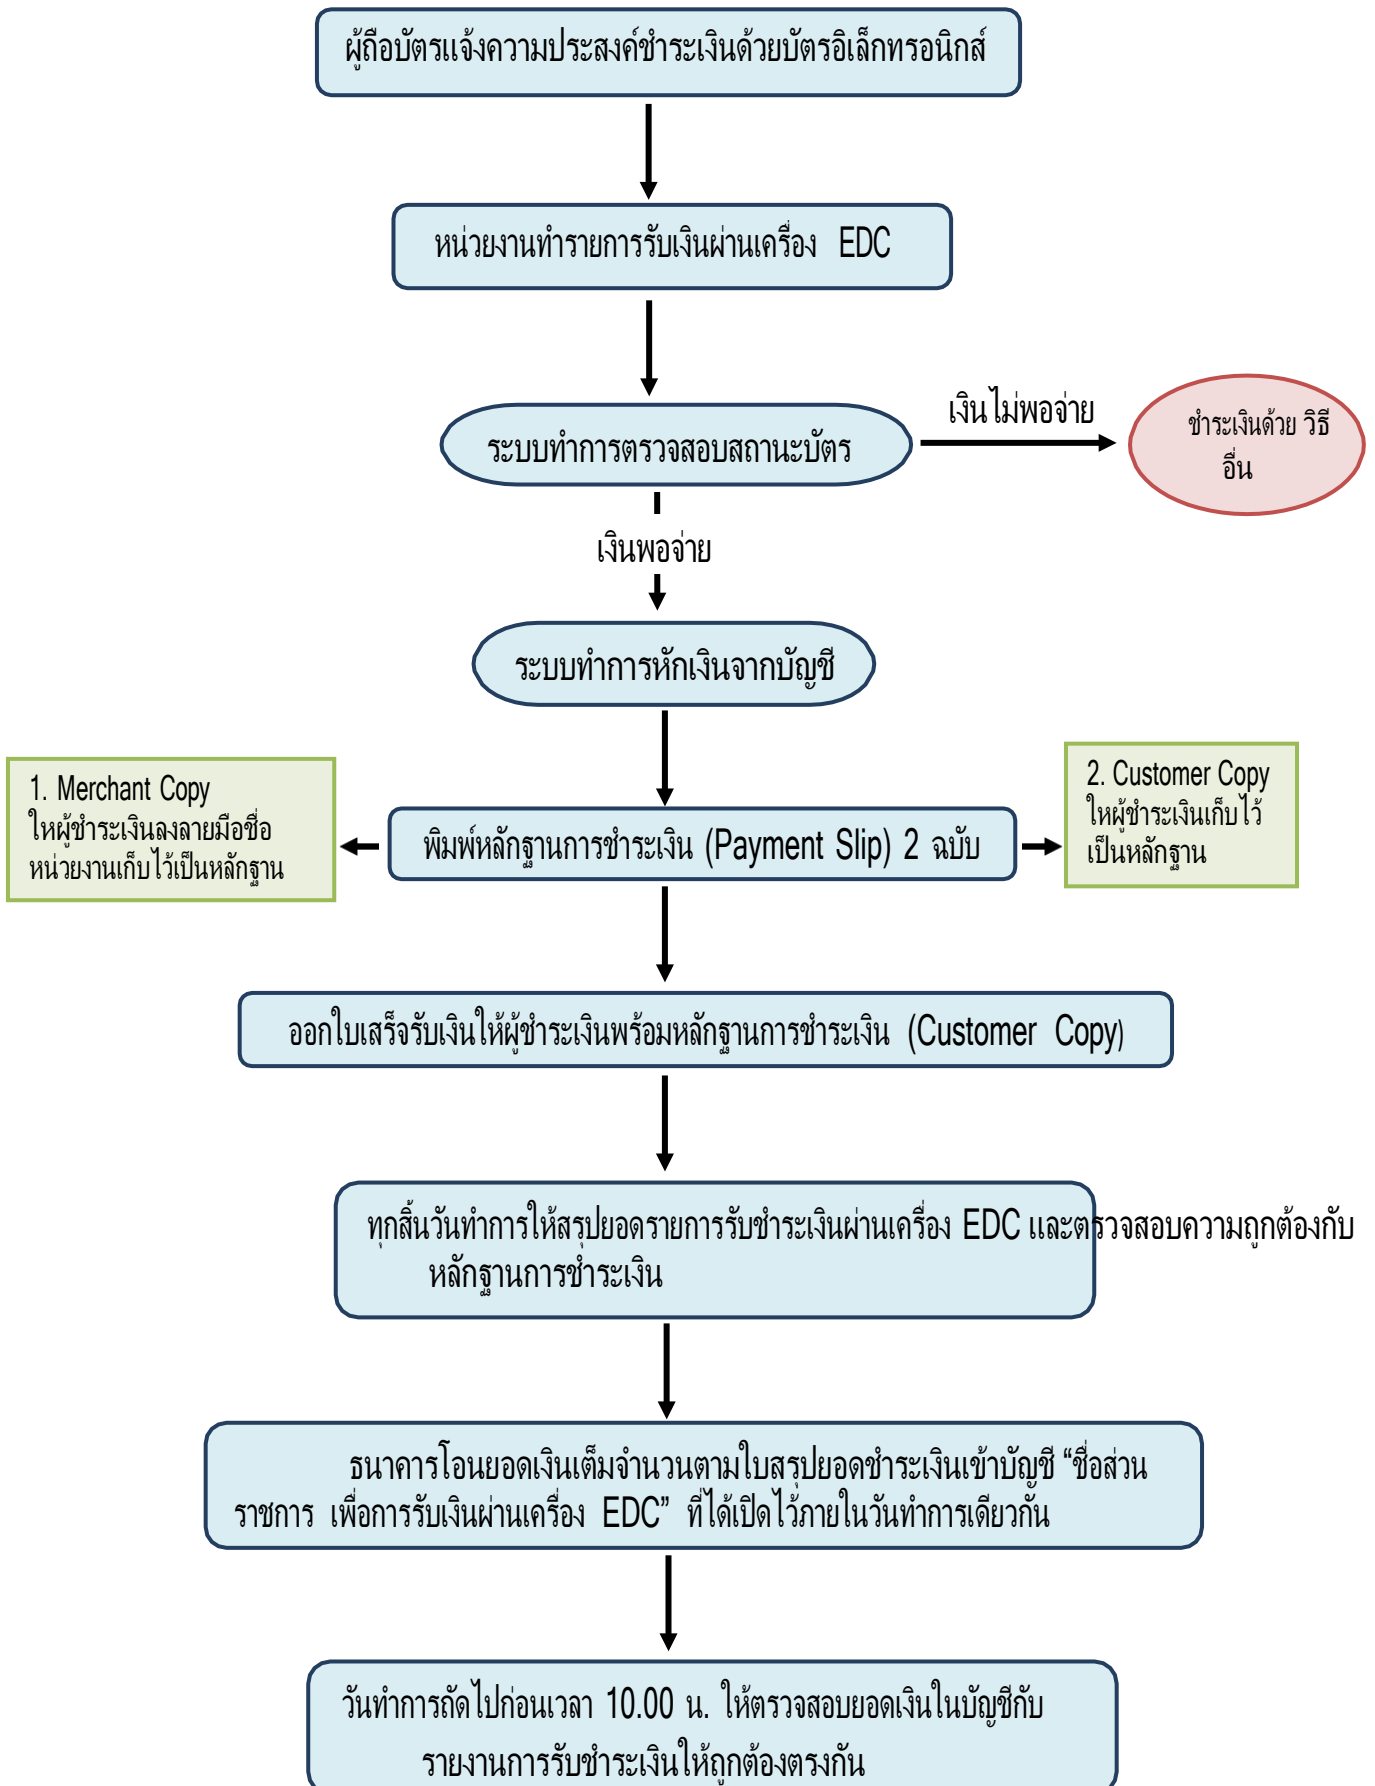 ผู้ถือบัตรแจ้งความประสงค์ชำระเงินด้วยบัตรอิเล็กทรอนิกส์
หน่วยงานทำรายการรับเงินผ่านเครื่อง EDC
ระบบทำการตรวจสอบสถานะบัตร
เงินไม่พอจ่าย
ชำระเงินด้วย วิธี
อื่น
เงินพอจ่าย
ระบบทำการหักเงินจากบัญชี
1. Merchant Copy
ใหผู้ชำระเงินลงลายมือชื่อ
หน่วยงานเก็บไว้เป็นหลักฐาน
พิมพ์หลักฐานการชำระเงิน (Payment Slip) 2 ฉบับ
2. Customer Copy
ใหผู้ชำระเงินเก็บไว้
เป็นหลักฐาน
ออกใบเสร็จรับเงินให้ผู้ชำระเงินพร้อมหลักฐานการชำระเงิน (Customer Copy)
ทุกสิ้นวันทำการให้สรุปยอดรายการรับชำระเงินผ่านเครื่อง EDC และตรวจสอบความถูกต้องกับ
หลักฐานการชำระเงิน
ธนาคารโอนยอดเงินเต็มจำนวนตามใบสรุปยอดชำระเงินเข้าบัญชี “ชื่อส่วน
ราชการ เพื่อการรับเงินผ่านเครื่อง EDC” ที่ได้เปิดไว้ภายในวันทำการเดียวกัน
วันทำการถัดไปก่อนเวลา 10.00 น. ให้ตรวจสอบยอดเงินในบัญชีกับ
รายงานการรับชำระเงินให้ถูกต้องตรงกัน